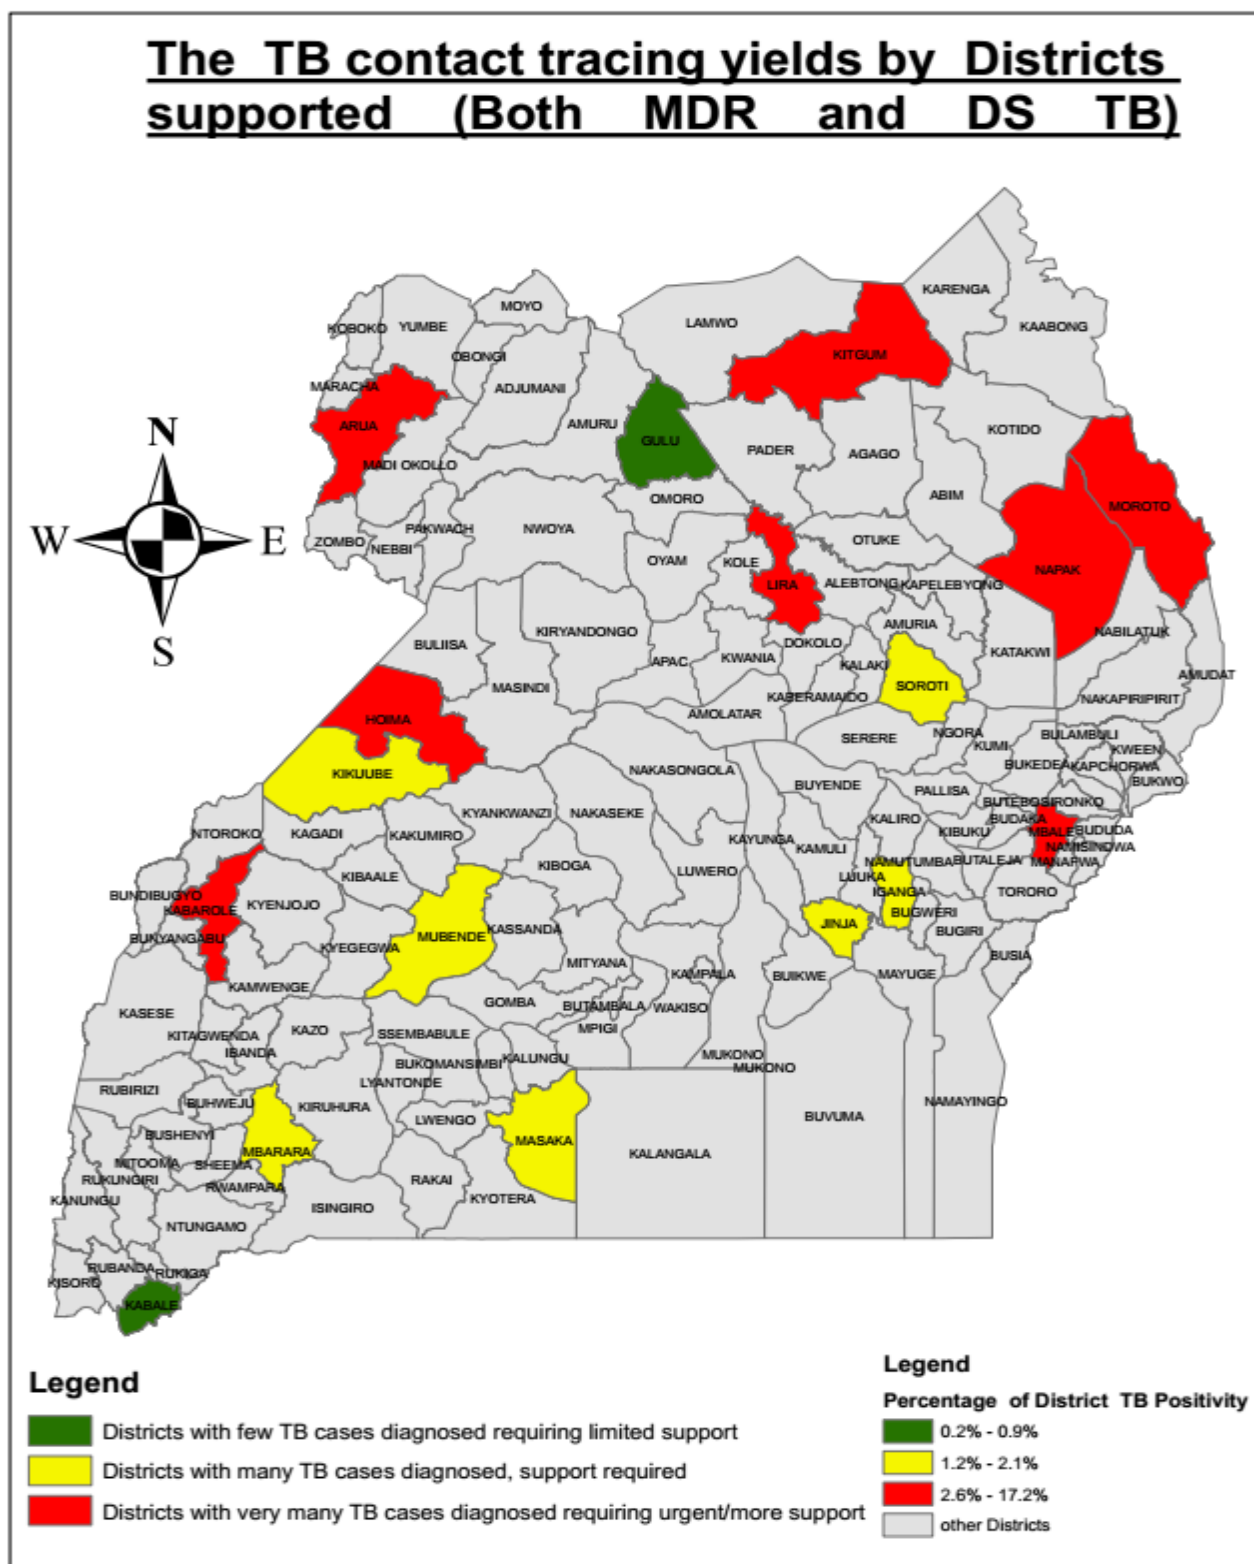 The TB contact tracing yields by Districts
supported (Both MDR and DS TB)
KARENGA
MOYO
LAMWO
KAABONG
KOBOKO
YUMBE
OBONGI
KITGUM
MARACHA
ADJUMANI
ARUA
AMURU
KOTIDO
N
GULU
PADER
AGAGO
MADI OKOLLO
ABIM
OMORO
MOROTO
W
E
PAKWACH
NWOYA
ZOMBO
NEBBI
OTUKE
OYAM
KOLE
NAPAK
LIRA
ALEBTONG
KAPELEBYONG
S
AMURIA
KIRYANDONGO
NABILATUK
BULIISA
DOKOLO
KATAKWI
APAC
KWANIA
KALAKI
AMUDAT
MASINDI
SOROTI
KABERAMAIDO
NAKAPIRIPIRIT
AMOLATAR
HOIMA
SERERE
NGORA
BULAMBULI
KUMI
KWEEN
BUKEDEA
KAPCHORWA
KIKUUBE
NAKASONGOLA
BUKWO
BUYENDE
PALLISA
BUTEBO
SIRONKO
KYANKWANZI
NAKASEKE
NTOROKO
KAGADI
KAKUMIRO
KALIRO
BUDAKA
KAYUNGA
KIBUKU
MBALE
BUDUDA
KAMULI
NAMISINDWA
NAMUTUMBA
BUTALEJA
MANAFWA
KIBOGA
LUWERO
KIBAALE
LUUKA
BUNDIBUGYO
IGANGA
TORORO
KABAROLE
KYENJOJO
BUGWERI
KASSANDA
JINJA
MUBENDE
BUNYANGABU
KYEGEGWA
BUGIRI
BUSIA
MITYANA
KAMPALA
BUIKWE
MAYUGE
KAMWENGE
GOMBA
BUTAMBALA
WAKISO
KASESE
KAZO
SSEMBABULE
MPIGI
KITAGWENDA
IBANDA
MUKONO
BUKOMANSIMBI
KALUNGU
MUKONO
LYANTONDE
RUBIRIZI
BUHWEJU
KIRUHURA
NAMAYINGO
LWENGO
BUVUMA
BUSHENYI
MASAKA
MBARARA
KALANGALA
MITOOMA
SHEEMA
RUKUNGIRI
RAKAI
RWAMPARA
KANUNGU
KYOTERA
ISINGIRO
NTUNGAMO
RUBANDA
RUKIGA
KISORO
KABALE
Legend
Districts with few TB cases diagnosed requiring limited support
Districts with many TB cases diagnosed, support required
Districts with very many TB cases diagnosed requiring urgent/more support
Legend
Percentage of District TB Positivity
0.2% - 0.9%
1.2% - 2.1%
2.6% - 17.2%
other Districts